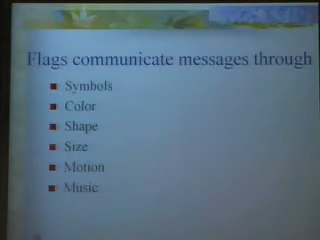 Flags communicate messages through
Symbols
Color
Shape
Size
Motion
Music